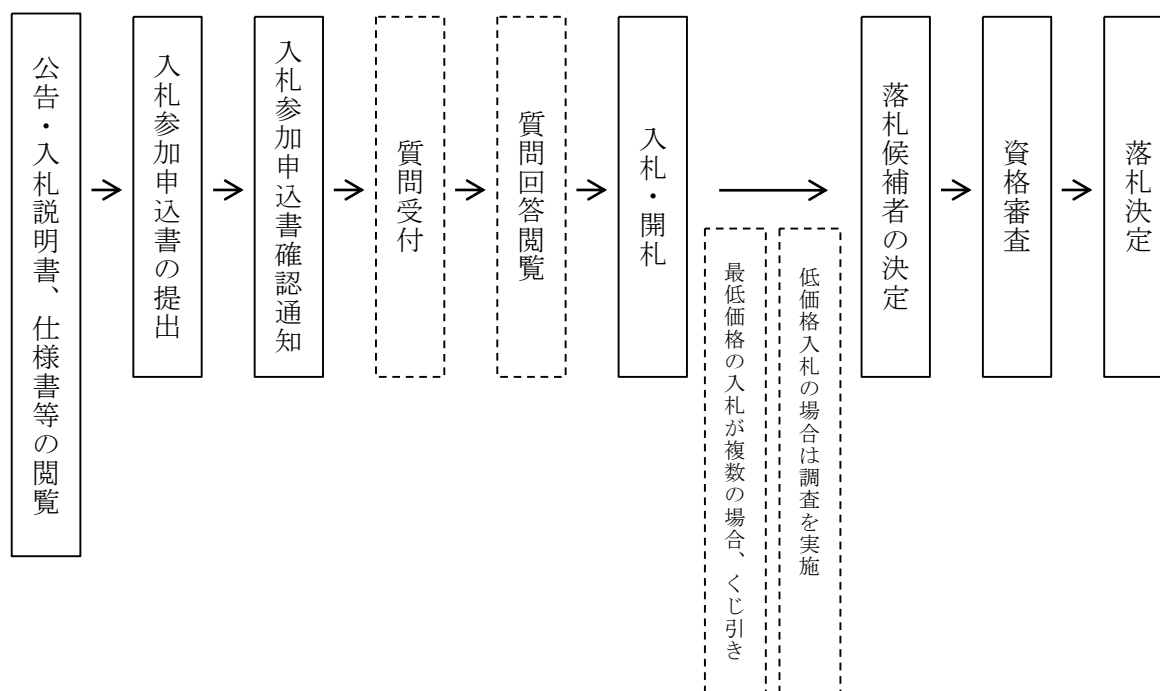 公告・入札説明書、仕様書等の閲覧
入札参加申込書の提出
入札参加申込書確認通知
質問受付
質問回答閲覧
入札・開札
最低価格の入札が複数の場合、くじ引き
低価格入札の場合は調査を実施
落札候補者の決定
資格審査
落札決定